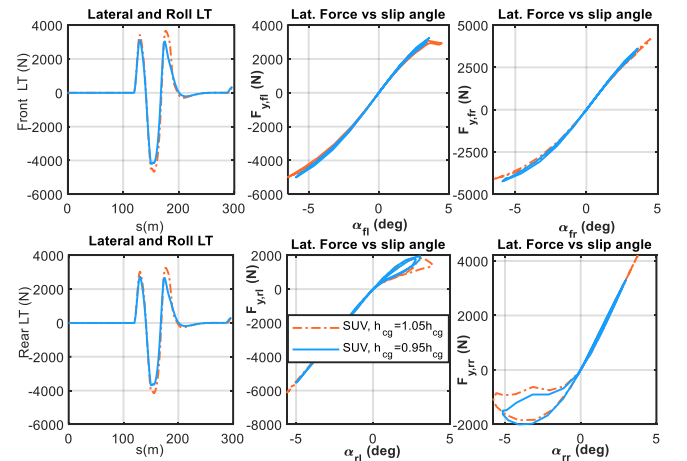 Lateral and Roll LT
Lat. Force vs slip angle
Lat. Force vs slip angle
4000
2000
0
-2000
-4000
-6000
Front LT (N)
0
100
200
300
s(m)
4000
2000
0
-2000
-4000
-6000
F_y,fl (N)
-5
0
5
α_fl (deg)
5000
0
-2500
-5000
F_y,fr (N)
-5
0
5
α_fr (deg)
Lateral and Roll LT
Lat. Force vs slip angle
Lat. Force vs slip angle
4000
2000
0
-2000
-4000
-6000
Rear LT (N)
0
100
200
300
s(m)
2000
0
-2000
-4000
-6000
-8000
F_y,rl (N)
-5
0
5
α_rl (deg)
SUV, h_cg=1.05h_cg
SUV, h_cg=0.95h_cg
4200
2000
0
-2000
F_y,rr (N)
-5
0
5
α_rr (deg)